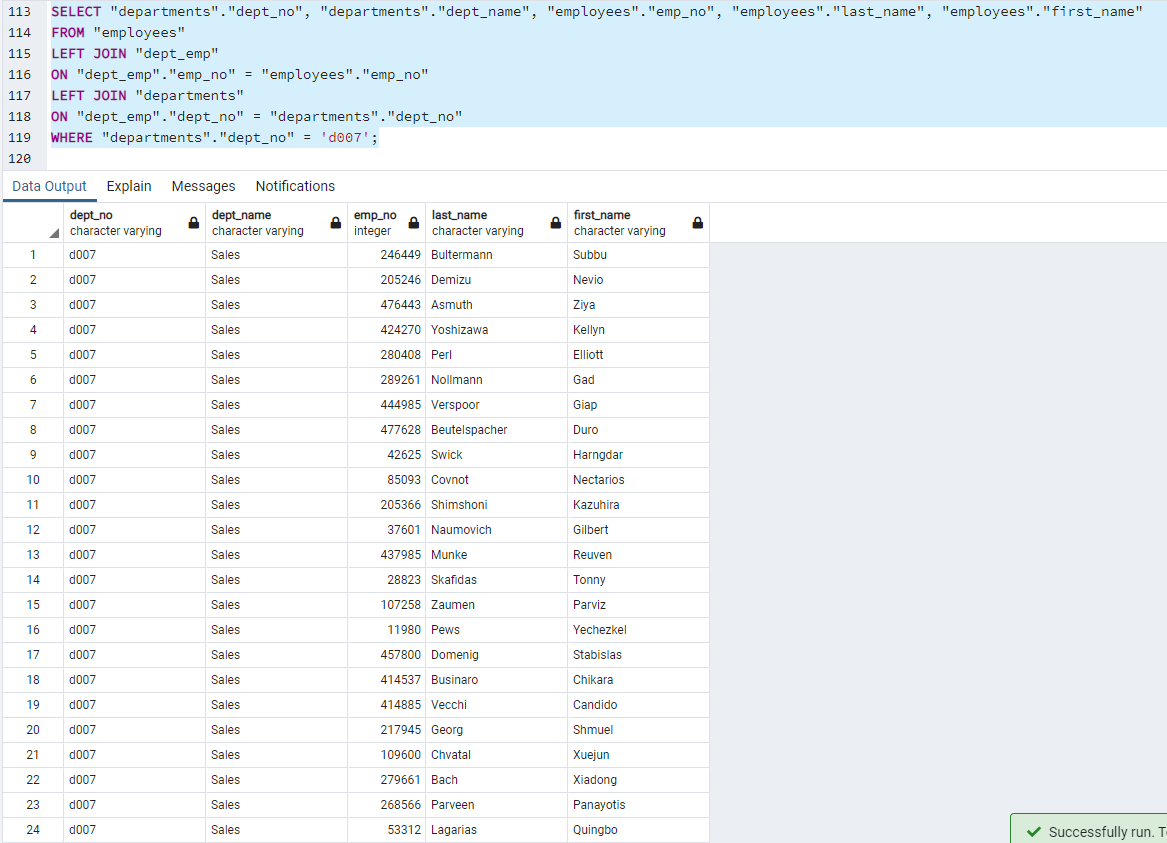 113 SELECT "departments"."dept_no", "departments"."dept_name", "employees"."emp_no", "employees"."last_name", "employees"."first_name"
114 FROM "employees"
115 LEFT JOIN "dept_emp"
116 ON "dept_emp"."emp_no" = "employees"."emp_no"
117 LEFT JOIN "departments"
118 ON "dept_emp"."dept_no" = "departments"."dept_no"
119 WHERE "departments"."dept_no" = 'd007';
120
Data Output Explain Messages Notifications
dept_no dept_name emp_no last_name first_name
character varying character varying integer character varying character varying
1 d007 Sales 246449 Bultermann Subbu
2 d007 Sales 205246 Demizu Nevio
3 d007 Sales 476443 Asmuth Ziya
4 d007 Sales 424270 Yoshizawa Kellyn
5 d007 Sales 280408 Perl Elliott
6 d007 Sales 289261 Nollmann Gad
7 d007 Sales 444985 Verspoor Giap
8 d007 Sales 477628 Beutelspacher Duro
9 d007 Sales 42625 Swick Harngdar
10 d007 Sales 85093 Covnot Nectarios
11 d007 Sales 205366 Shimshoni Kazuhira
12 d007 Sales 37601 Naumovich Gilbert
13 d007 Sales 437985 Munke Reuven
14 d007 Sales 28823 Skafidas Tonny
15 d007 Sales 107258 Zaumen Parviz
16 d007 Sales 11980 Pews Yechezkel
17 d007 Sales 457800 Domenig Stabislas
18 d007 Sales 414537 Businaro Chikara
19 d007 Sales 414885 Vecchi Candido
20 d007 Sales 217945 Georg Shmuel
21 d007 Sales 109600 Chvatal Xuejun
22 d007 Sales 279661 Bach Xiadong
23 d007 Sales 268566 Parveen Panayotis
24 d007 Sales 53312 Lagarias Quingbo
Successfully run.